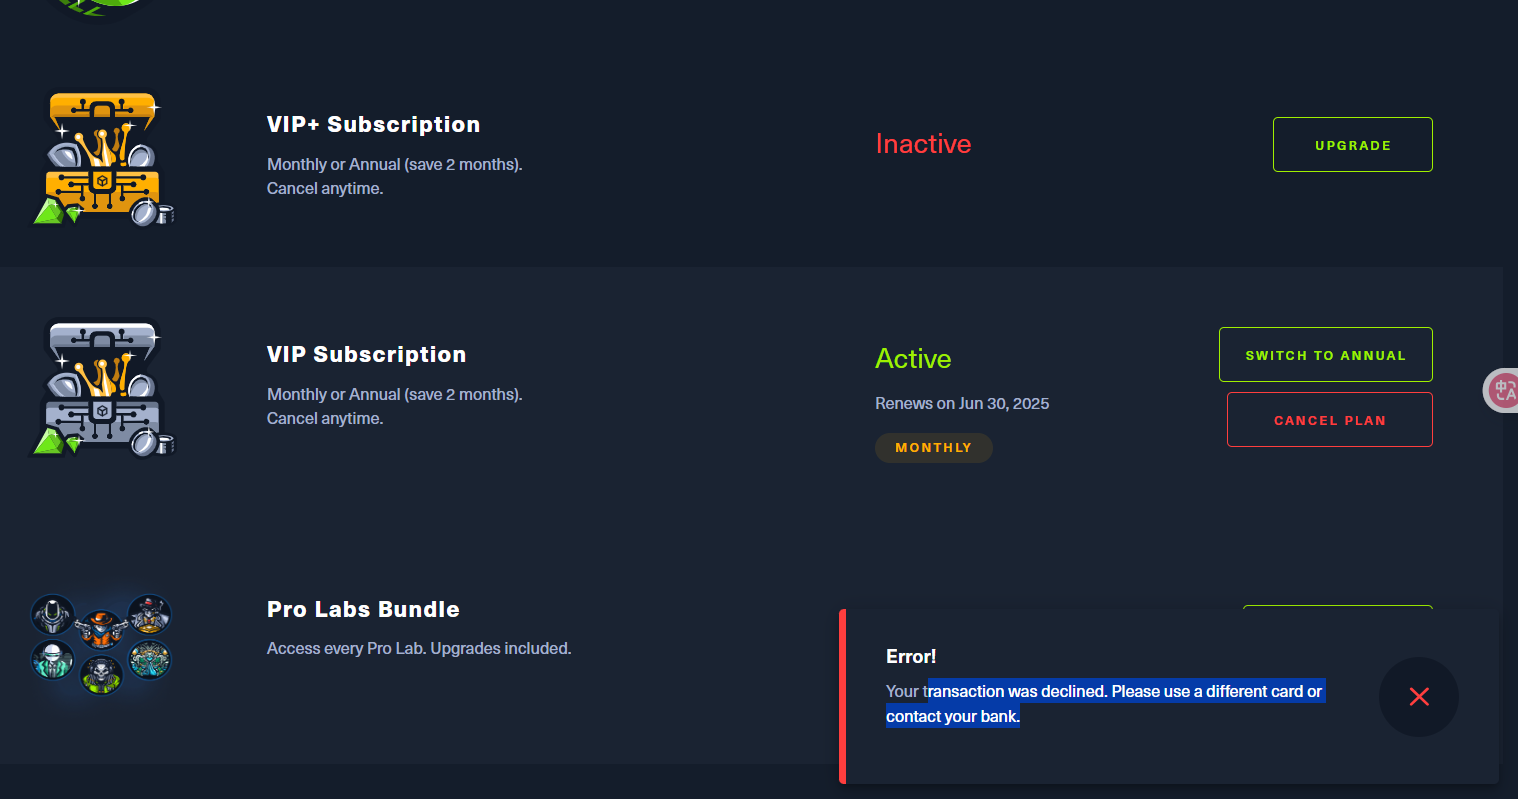 VIP+ Subscription
Monthly or Annual (save 2 months).
Cancel anytime.
Inactive
UPGRADE
VIP Subscription
Monthly or Annual (save 2 months).
Cancel anytime.
Active
Renews on Jun 30, 2025
MONTHLY
SWITCH TO ANNUAL
CANCEL PLAN
Pro Labs Bundle
Access every Pro Lab. Upgrades included.
Error!
Your transaction was declined. Please use a different card or
contact your bank.
中A